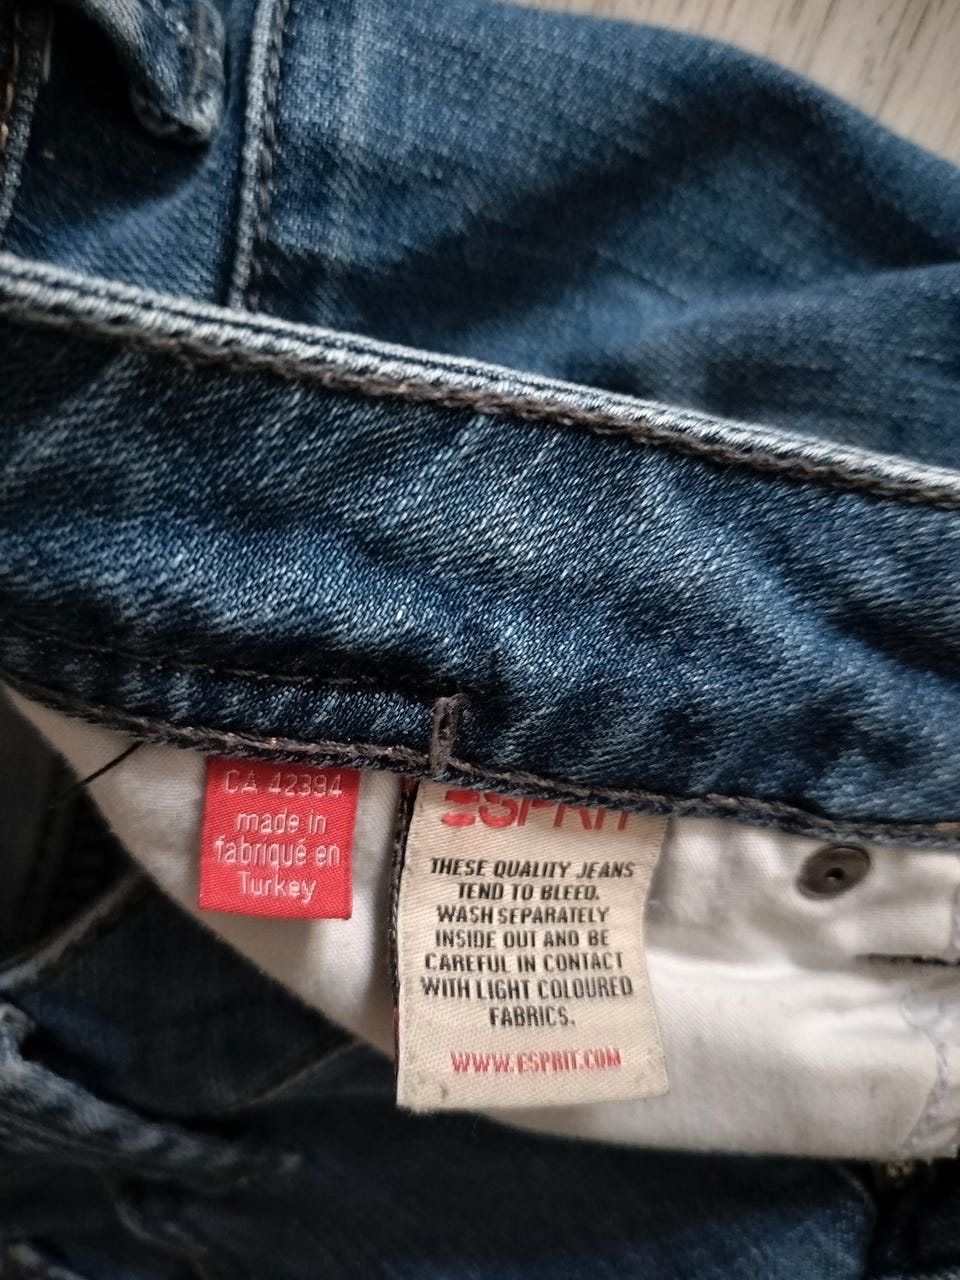 CA 42394
made in
fabriqué en
Turkey
ESPRIT
THESE QUALITY JEANS
TEND TO BLEED.
WASH SEPARATELY
INSIDE OUT AND BE
CAREFUL IN CONTACT
WITH LIGHT COLOURED
FABRICS.
WWW.ESPRIT.COM